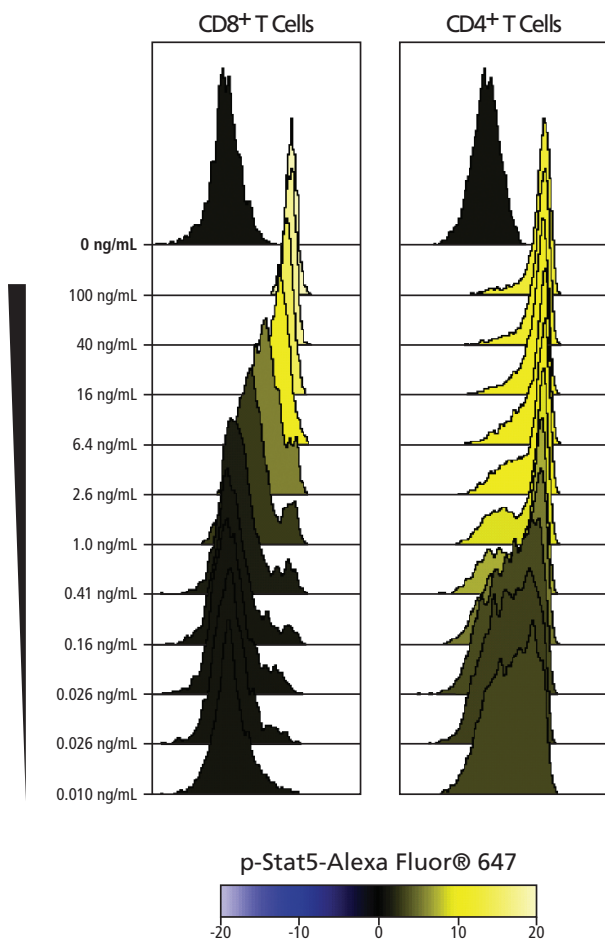 CD8+ T Cells CD4+ T Cells
0 ng/mL
100 ng/mL
40 ng/mL
16 ng/mL
6.4 ng/mL
2.6 ng/mL
1.0 ng/mL
0.41 ng/mL
0.16 ng/mL
0.026 ng/mL
0.026 ng/mL
0.010 ng/mL
p-Stat5-Alexa Fluor® 647
-20 -10 0 10 20